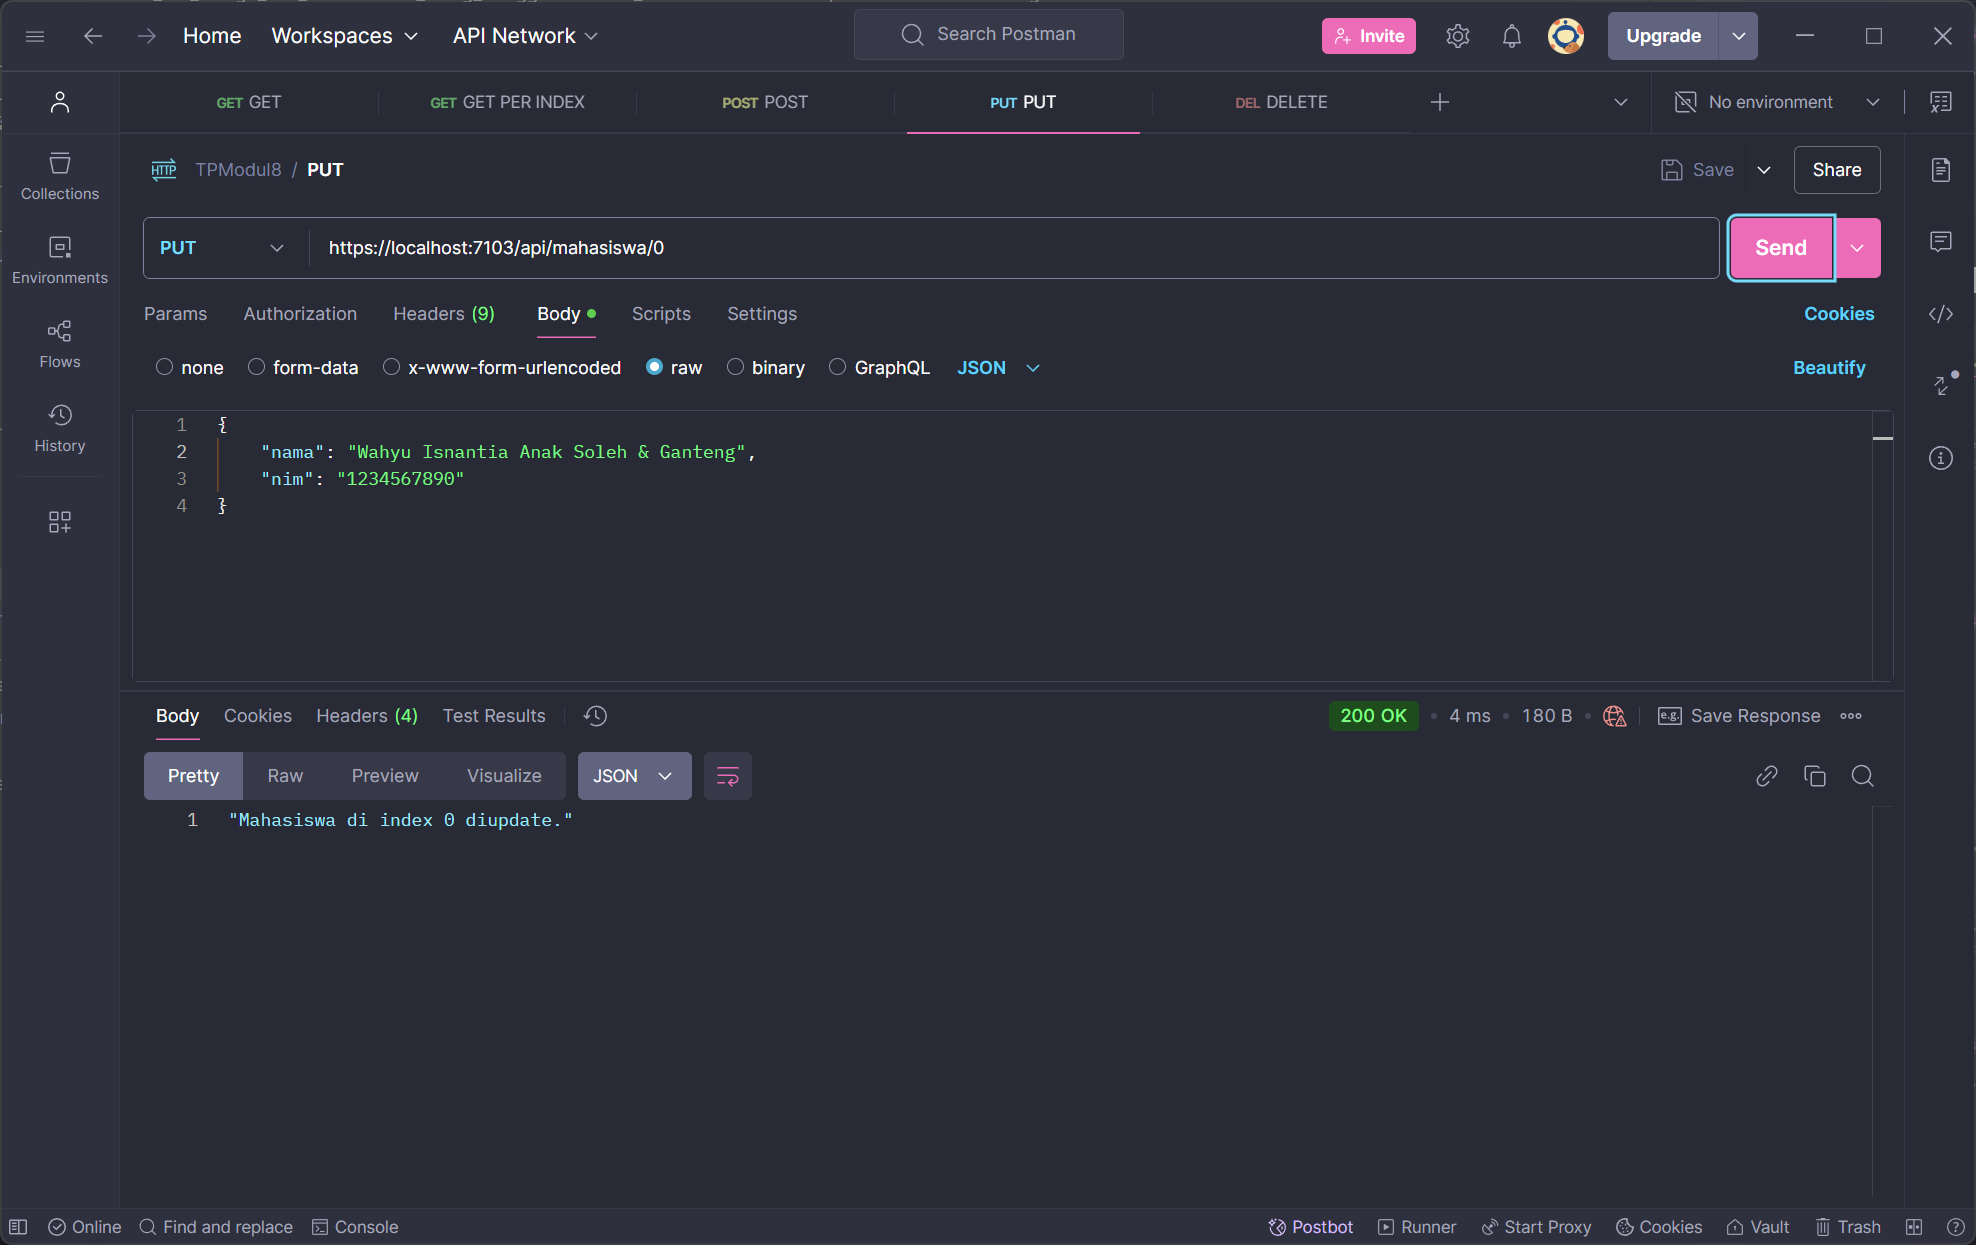 Home Workspaces API Network Search Postman Invite Upgrade
GET GET GET GET PER INDEX POST POST PUT PUT DEL DELETE No environment
HTTP TPModul8 / PUT Save Share
Collections
PUT https://localhost:7103/api/mahasiswa/0 Send
Environments
Params Authorization Headers (9) Body Scripts Settings Cookies
Flows
none form-data x-www-form-urlencoded raw binary GraphQL JSON Beautify
History
1 {
2 "nama": "Wahyu Isnantia Anak Soleh & Ganteng",
3 "nim": "1234567890"
4 }
Body Cookies Headers (4) Test Results 200 OK • 4 ms • 180 B • e.g. Save Response
Pretty Raw Preview Visualize JSON
1 "Mahasiswa di index 0 diupdate."
Online Find and replace Console Postbot Runner Start Proxy Cookies Vault Trash